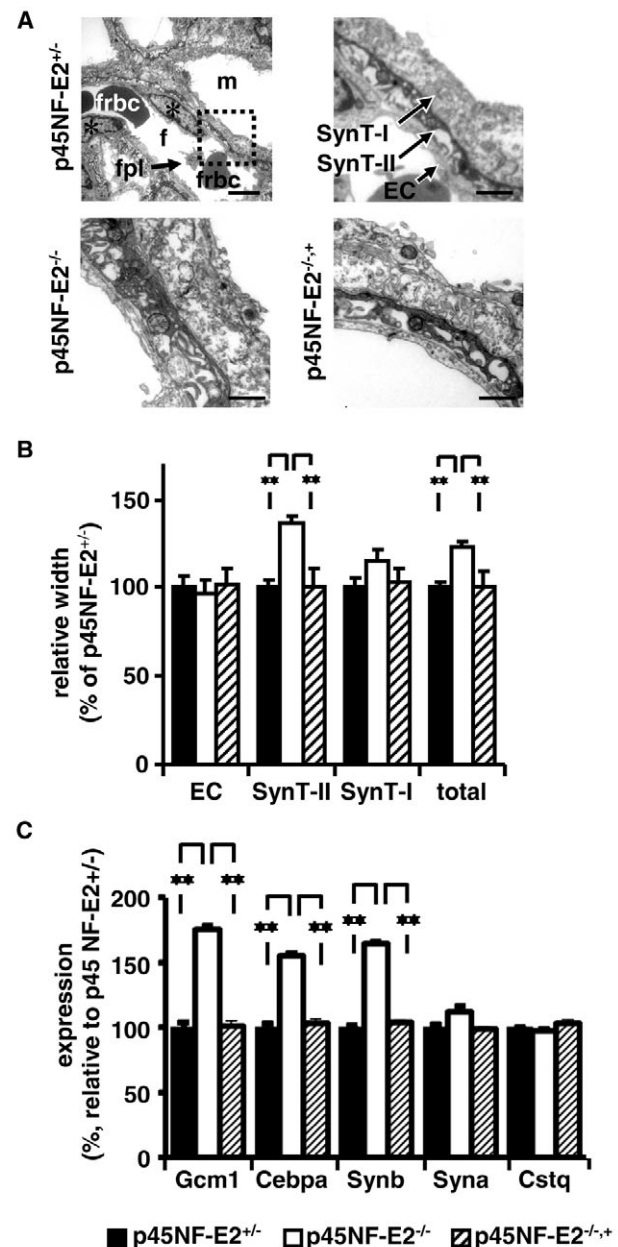 A
p45NF-E2+/-
frbc
*
*
m
f
fpl
frbc
SynT-I
SynT-II
EC
p45NF-E2-/-
p45NF-E2-/-,+
B
relative width
(% of p45NF-E2+/-)
150
100
50
0
** ** ** **
EC SynT-II SynT-I total
C
expression
(%, relative to p45 NF-E2+/-)
200
150
100
50
0
** ** ** ** ** **
Gcm1 Cebpa Synb Syna Cstq
p45NF-E2+/- p45NF-E2-/- p45NF-E2-/-,+